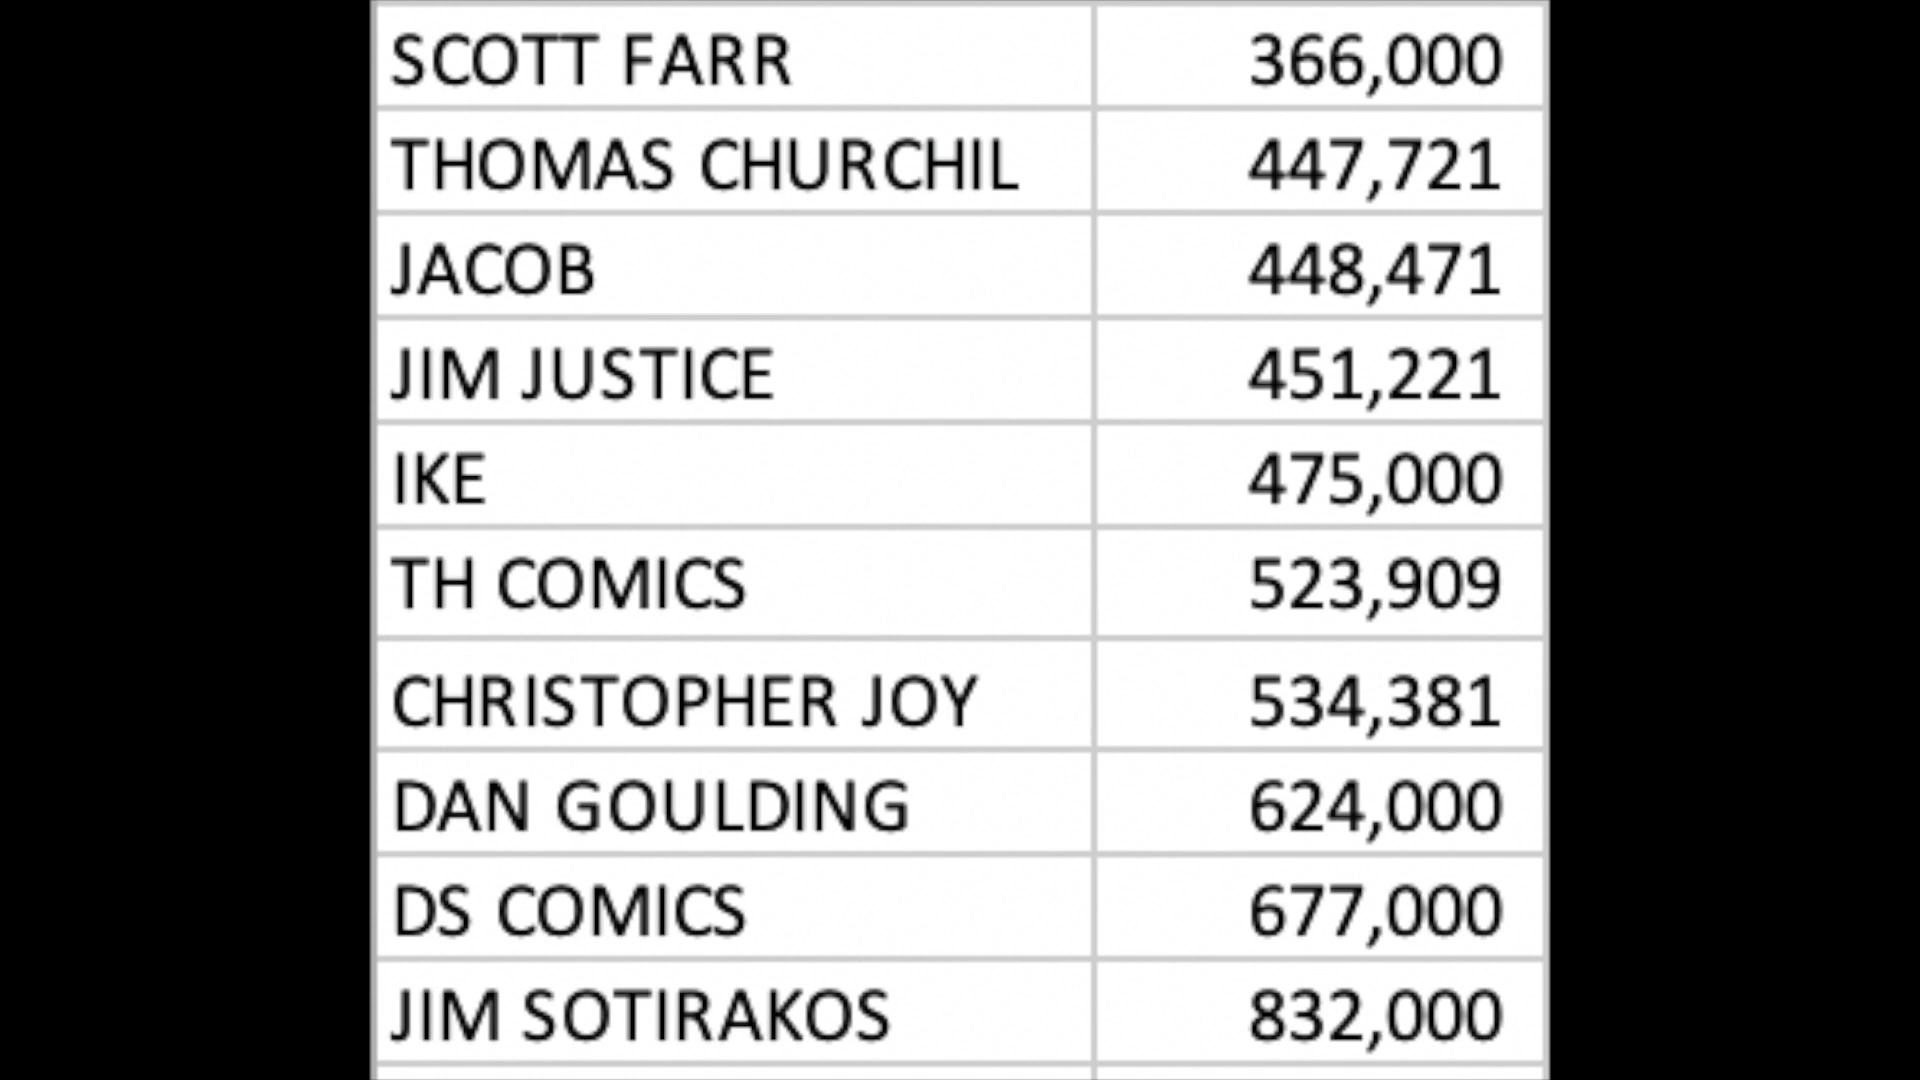 SCOTT FARR 366,000
THOMAS CHURCHIL 447,721
JACOB 448,471
JIM JUSTICE 451,221
IKE 475,000
TH COMICS 523,909
CHRISTOPHER JOY 534,381
DAN GOULDING 624,000
DS COMICS 677,000
JIM SOTIRAKOS 832,000